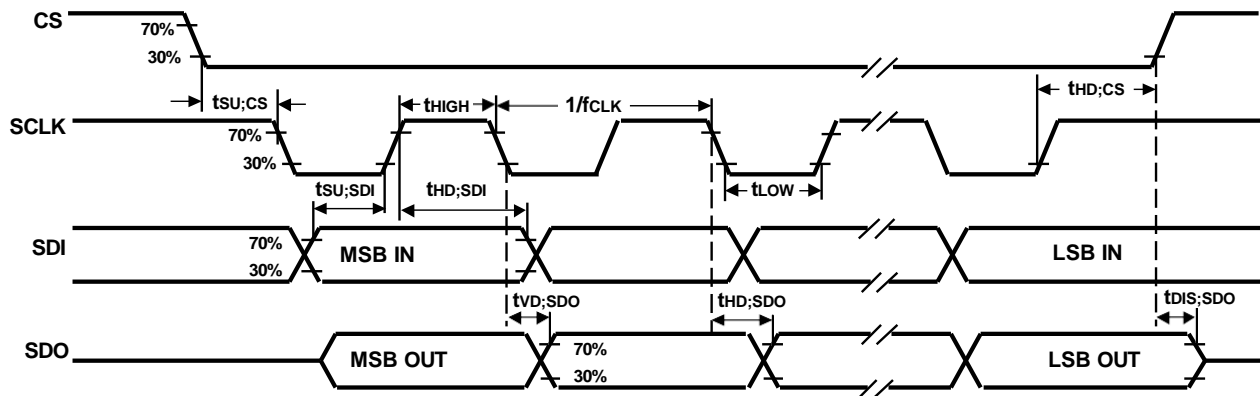 CS
70%
30%
tSU;CS
tHIGH
1/fCLK
tHD;CS
SCLK
70%
30%
tSU;SDI
tHD;SDI
tLOW
SDI
70%
30%
MSB IN
LSB IN
tVD;SDO
tHD;SDO
tDIS;SDO
SDO
MSB OUT
70%
30%
LSB OUT